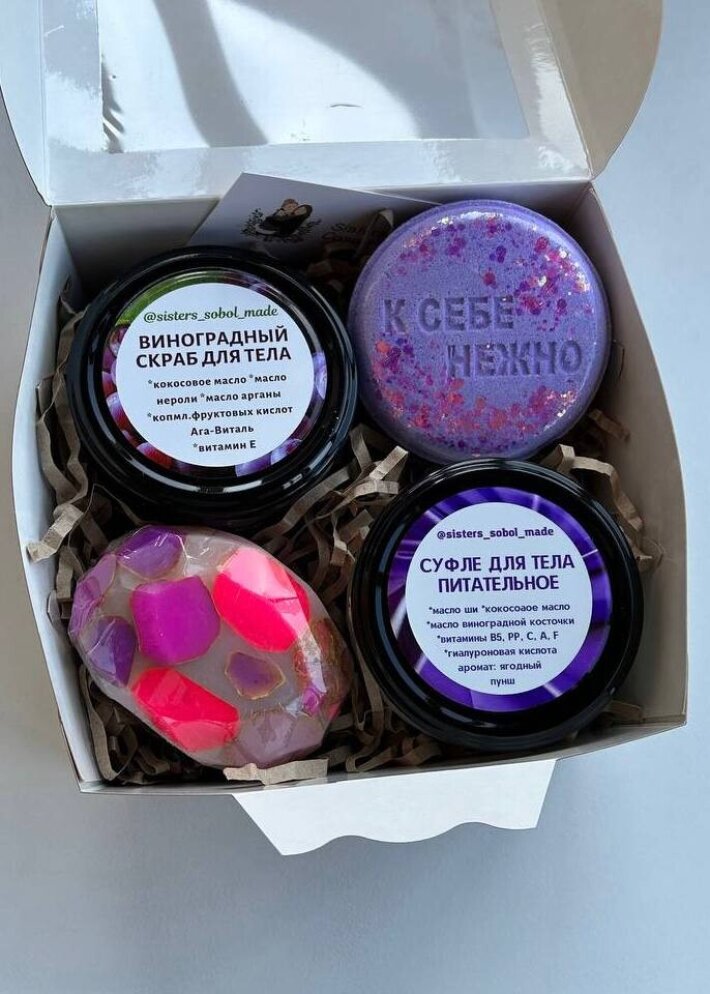 @sisters_sobol_made
ВИНОГРАДНЫЙ
СКРАБ ДЛЯ ТЕЛА
*кокосовое масло *масло
нероли *масло арганы
*копмл.фруктовых кислот
Ага-Виталь
*витамин Е
К СЕБЕ
НЕЖНО
@sisters_sobol_made
СУФЛЕ ДЛЯ ТЕЛА
ПИТАТЕЛЬНОЕ
*масло ши *кокосоаое масло
*масло виноградной косточки
*витамины В5, РР, С, А, F
*гиалуроновая кислота
аромат: ягодный
пунш